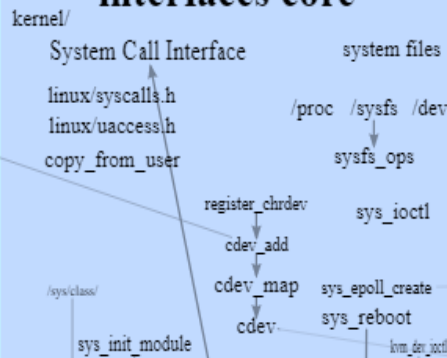 interfaces core
kernel/
System Call Interface
system files
linux/syscalls.h
/proc /sysfs /dev
linux/uaccess.h
copy_from_user
sysfs_ops
register_chrdev
sys_ioctl
cdev_add
/sys/class/
cdev_map
sys_epoll_create
cdev
sys_reboot
sys_init_module
kvm_dev_ioctl